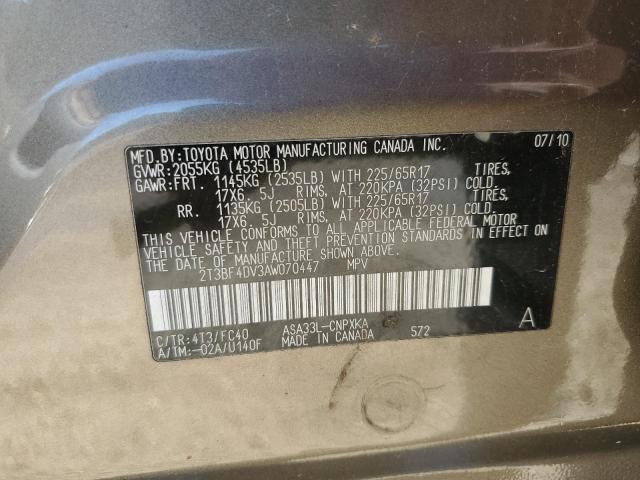 MFD.BY:TOYOTA MOTOR MANUFACTURING CANADA INC. 07/10
GVWR:2055KG (4535LB)
GAWR:FRT. 1145KG (2535LB) WITH 225/65R17 TIRES,
17X6. 5J RIMS, AT 220KPA (32PSI) COLD.
RR. 1135KG (2505LB) WITH 225/65R17 TIRES,
17X6. 5J RIMS, AT 220KPA (32PSI) COLD.
THIS VEHICLE CONFORMS TO ALL APPLICABLE FEDERAL MOTOR
VEHICLE SAFETY AND THEFT PREVENTION STANDARDS IN EFFECT ON
THE DATE OF MANUFACTURE SHOWN ABOVE.
2T3BF4DV3AW070447 MPV
C/TR:4T3/FC40 ASA33L-CNPXKA A
A/TM:-02A/U140F MADE IN CANADA 572